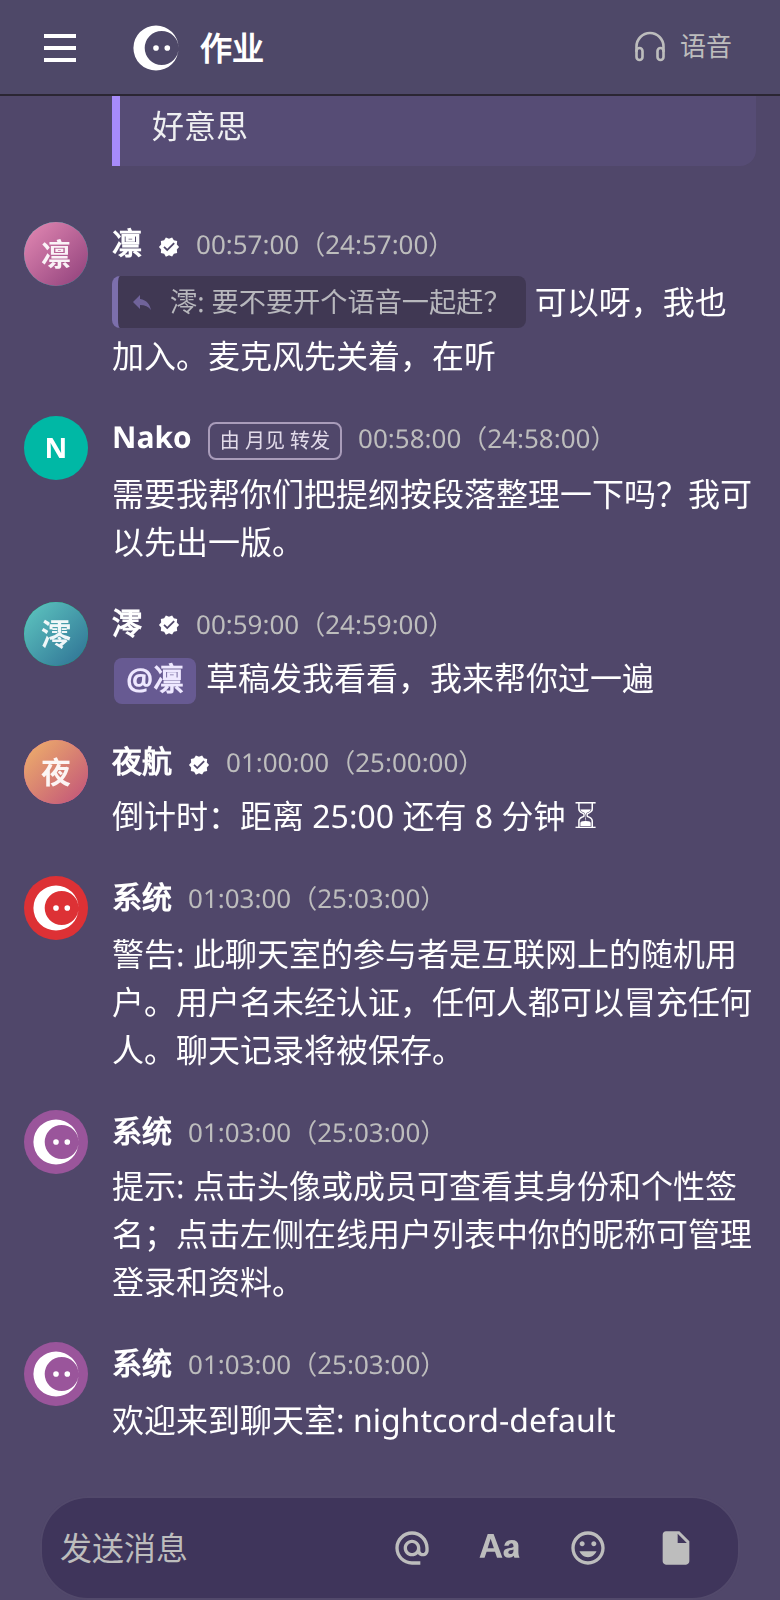 作业
语音
好意思
凛
凛 00:57:00（24:57:00）
澪: 要不要开个语音一起赶？ 可以呀，我也
加入。麦克风先关着，在听
N
Nako 由 月见 转发 00:58:00（24:58:00）
需要我帮你们把提纲按段落整理一下吗？我可
以先出一版。
澪
澪 00:59:00（24:59:00）
@凛 草稿发我看看，我来帮你过一遍
夜
夜航 01:00:00（25:00:00）
倒计时：距离 25:00 还有 8 分钟 ⏳
系统 01:03:00（25:03:00）
警告: 此聊天室的参与者是互联网上的随机用
户。用户名未经认证，任何人都可以冒充任何
人。聊天记录将被保存。
系统 01:03:00（25:03:00）
提示: 点击头像或成员可查看其身份和个性签
名；点击左侧在线用户列表中你的昵称可管理
登录和资料。
系统 01:03:00（25:03:00）
欢迎来到聊天室: nightcord-default
发送消息 Aa